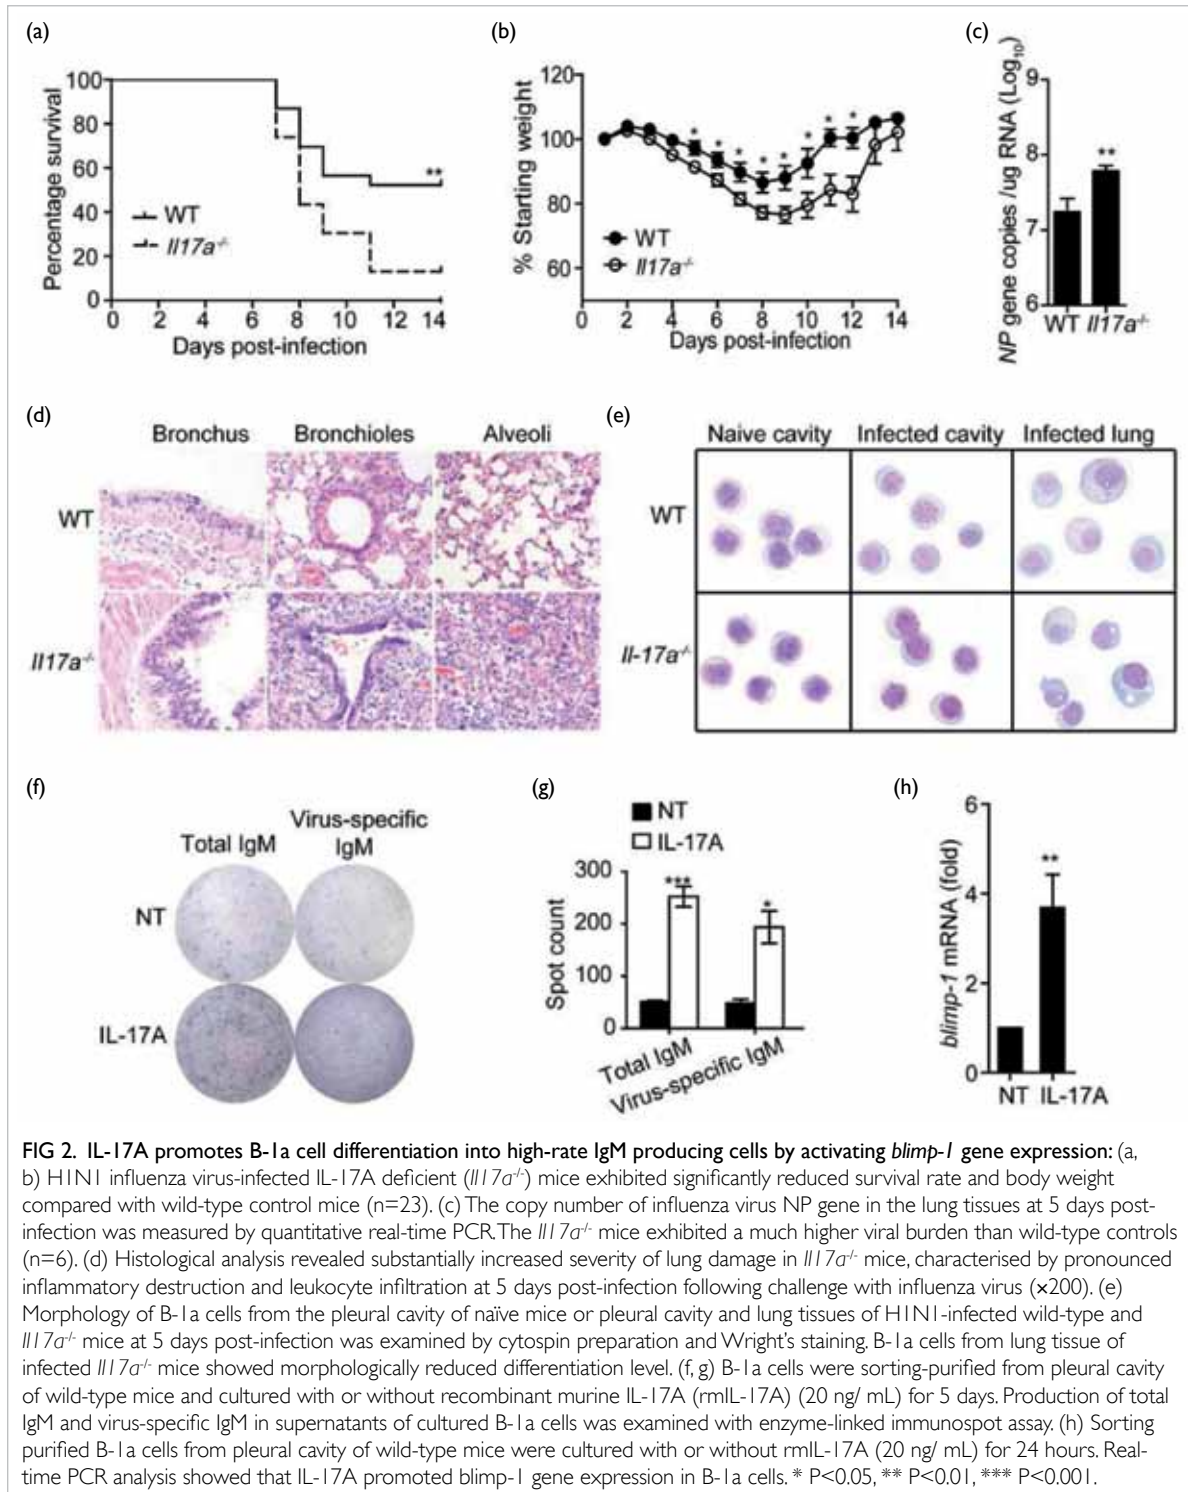 (a)
(b)
(c)
Percentage survival
100
80
60
40
20
0
**
WT
Il17a-/-
0 2 4 6 8 10 12 14
Days post-infection
% Starting weight
120
100
80
60
* * * * * * * *
WT
Il17a-/-
0 2 4 6 8 10 12 14
Days post-infection
NP gene copies /ug RNA (Log10)
9
8
7
6
**
WT Il17a-/-
(d)
Bronchus Bronchioles Alveoli
WT
Il17a-/-
(e)
Naive cavity Infected cavity Infected lung
WT
Il-17a-/-
(f)
Total IgM
Virus-specific
IgM
NT
IL-17A
(g)
NT
IL-17A
Spot count
300
200
100
0
***
*
Total IgM
Virus-specific IgM
(h)
blimp-1 mRNA (fold)
6
4
2
0
**
NT IL-17A
FIG 2. IL-17A promotes B-1a cell differentiation into high-rate IgM producing cells by activating blimp-1 gene expression: (a,
b) H1N1 influenza virus-infected IL-17A deficient (Il17a-/-) mice exhibited significantly reduced survival rate and body weight
compared with wild-type control mice (n=23). (c) The copy number of influenza virus NP gene in the lung tissues at 5 days post-
infection was measured by quantitative real-time PCR. The Il17a-/- mice exhibited a much higher viral burden than wild-type controls
(n=6). (d) Histological analysis revealed substantially increased severity of lung damage in Il17a-/- mice, characterised by pronounced
inflammatory destruction and leukocyte infiltration at 5 days post-infection following challenge with influenza virus (×200). (e)
Morphology of B-1a cells from the pleural cavity of naïve mice or pleural cavity and lung tissues of H1N1-infected wild-type and
Il17a-/- mice at 5 days post-infection was examined by cytospin preparation and Wright's staining. B-1a cells from lung tissue of
infected Il17a-/- mice showed morphologically reduced differentiation level. (f, g) B-1a cells were sorting-purified from pleural cavity
of wild-type mice and cultured with or without recombinant murine IL-17A (rmIL-17A) (20 ng/ mL) for 5 days. Production of total
IgM and virus-specific IgM in supernatants of cultured B-1a cells was examined with enzyme-linked immunospot assay. (h) Sorting
purified B-1a cells from pleural cavity of wild-type mice were cultured with or without rmIL-17A (20 ng/ mL) for 24 hours. Real-
time PCR analysis showed that IL-17A promoted blimp-1 gene expression in B-1a cells. * P<0.05, ** P<0.01, *** P<0.001.